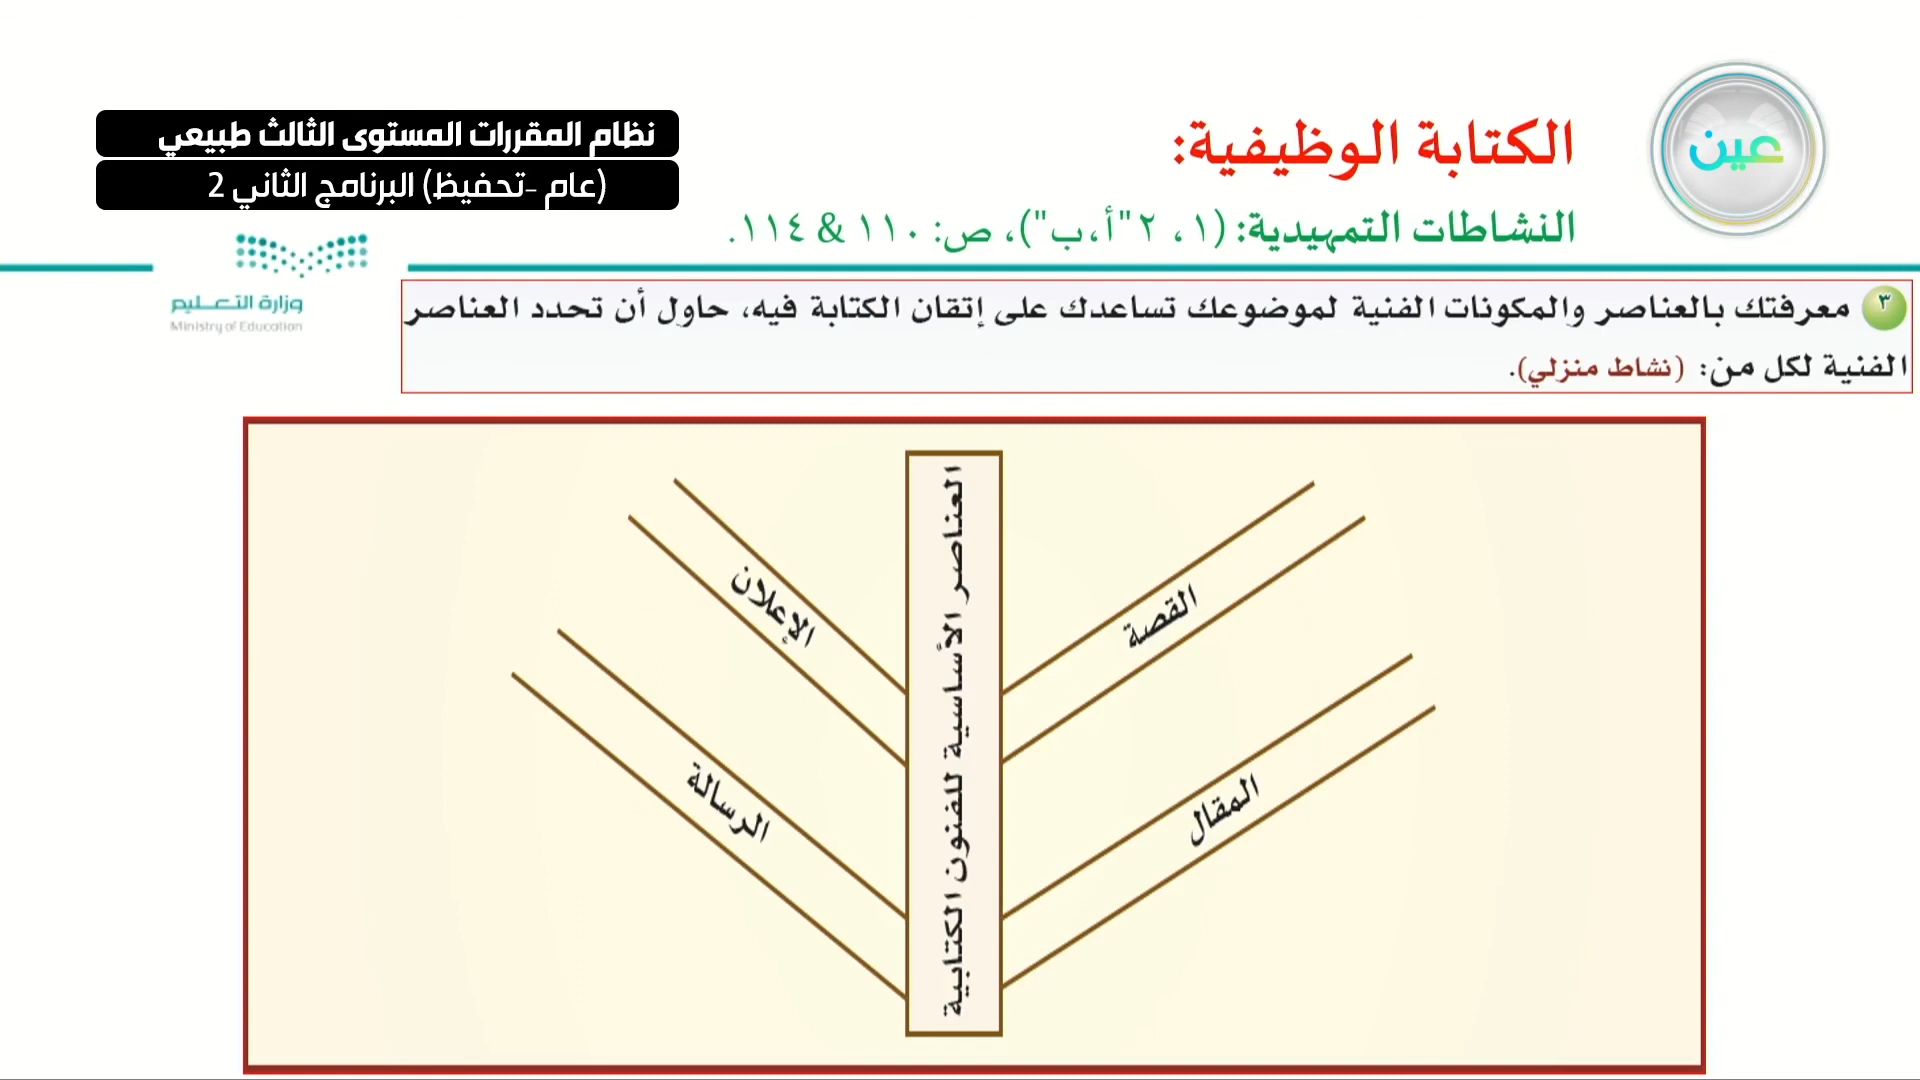 عين
الكتابة الوظيفية:
نظام المقررات المستوى الثالث طبيعي
(عام -تحفيظ) البرنامج الثاني 2
النشاطات التمهيدية: (١، ٢"أ،ب")، ص: ١١٠ & ١١٤.
وزارة التعليم
Ministry of Education
٣ معرفتك بالعناصر والمكونات الفنية لموضوعك تساعدك على إتقان الكتابة فيه، حاول أن تحدد العناصر
الفنية لكل من: (نشاط منزلي).
العناصر الأساسية للفنون الكتابية
القصة
الإعلان
المقال
الرسالة